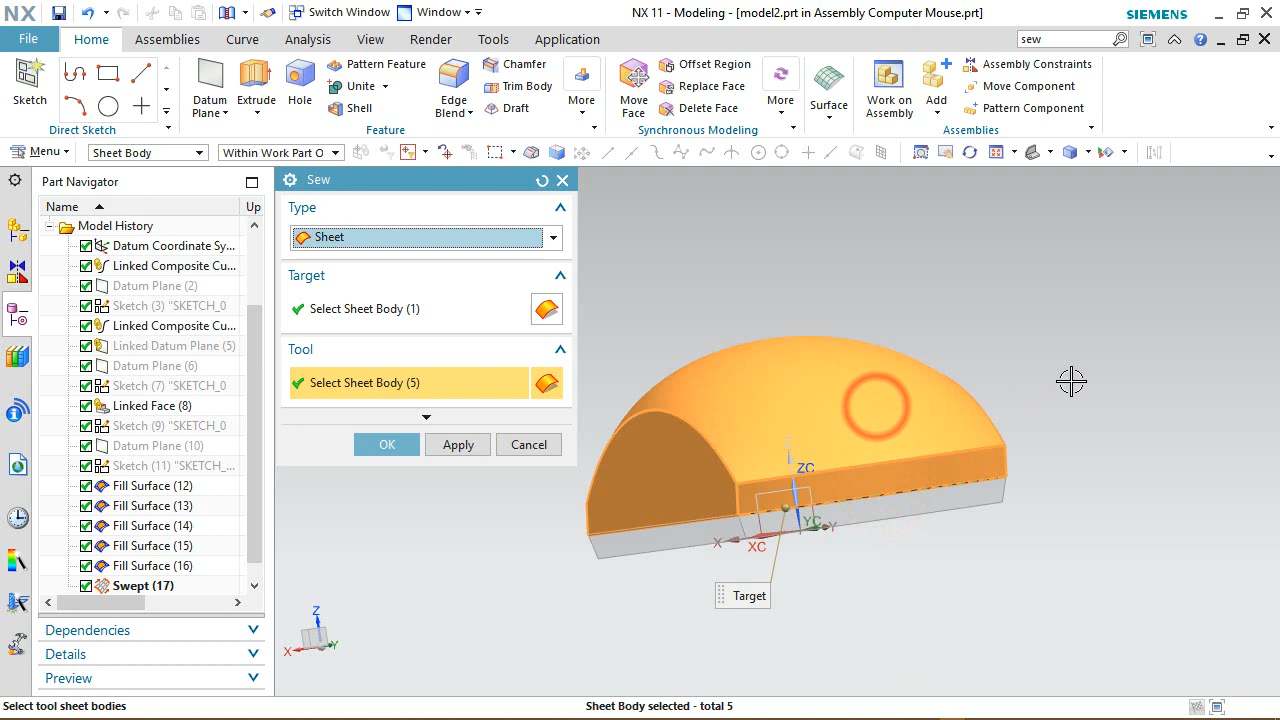 NX
Switch Window
Window
NX 11 - Modeling - [model2.prt in Assembly Computer Mouse.prt]
SIEMENS
File
Home
Assemblies
Curve
Analysis
View
Render
Tools
Application
sew
Sketch
Direct Sketch
Datum
Plane
Extrude
Hole
Pattern Feature
Unite
Shell
Edge
Blend
Chamfer
Trim Body
Draft
More
Feature
Move
Face
Offset Region
Replace Face
Delete Face
More
Synchronous Modeling
Surface
Work on
Assembly
Add
Assembly Constraints
Move Component
Pattern Component
Assemblies
Menu
Sheet Body
Within Work Part O
Part Navigator
Name
Up
Model History
Datum Coordinate Sy...
Linked Composite Cu...
Datum Plane (2)
Sketch (3) "SKETCH_0
Linked Composite Cu...
Linked Datum Plane (5)
Datum Plane (6)
Sketch (7) "SKETCH_0
Linked Face (8)
Sketch (9) "SKETCH_0
Datum Plane (10)
Sketch (11) "SKETCH_...
Fill Surface (12)
Fill Surface (13)
Fill Surface (14)
Fill Surface (15)
Fill Surface (16)
Swept (17)
Dependencies
Details
Preview
Sew
Type
Sheet
Target
Select Sheet Body (1)
Tool
Select Sheet Body (5)
OK
Apply
Cancel
ZC
YC
Y
X
XC
Target
Z
X
Y
Select tool sheet bodies
Sheet Body selected - total 5